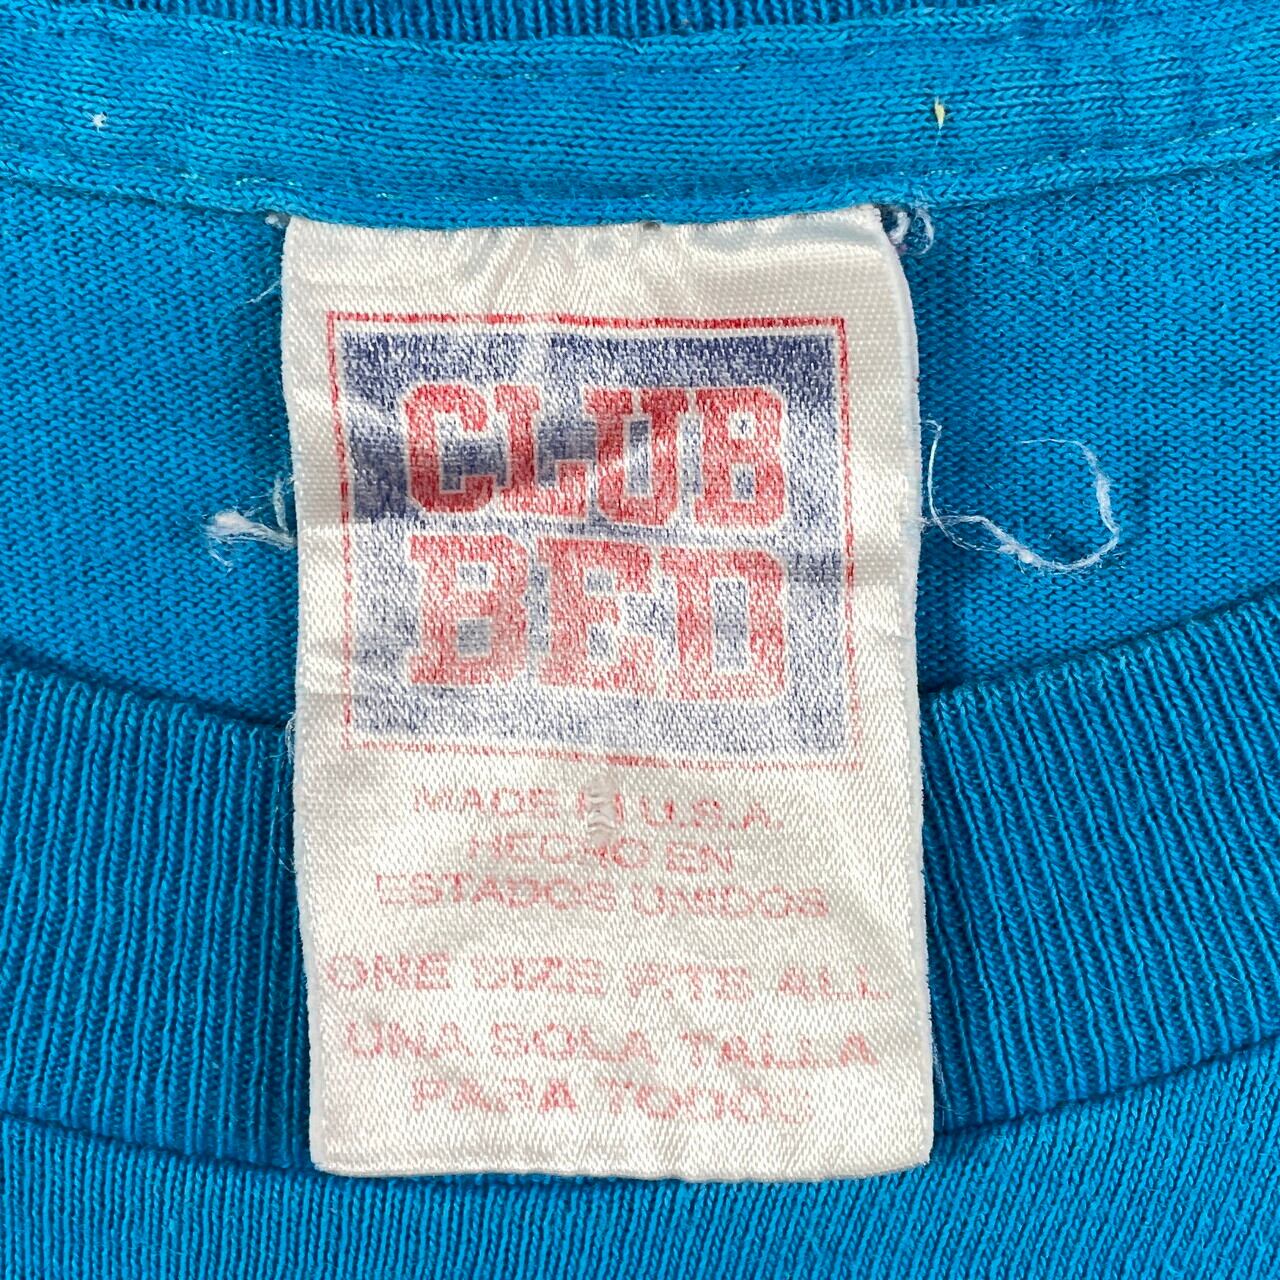 CLUB
BED
MADE IN U.S.A.
HECHO EN
ESTADOS UNIDOS
ONE SIZE FITS ALL
UNA SOLA TALLA
PARA TODOS